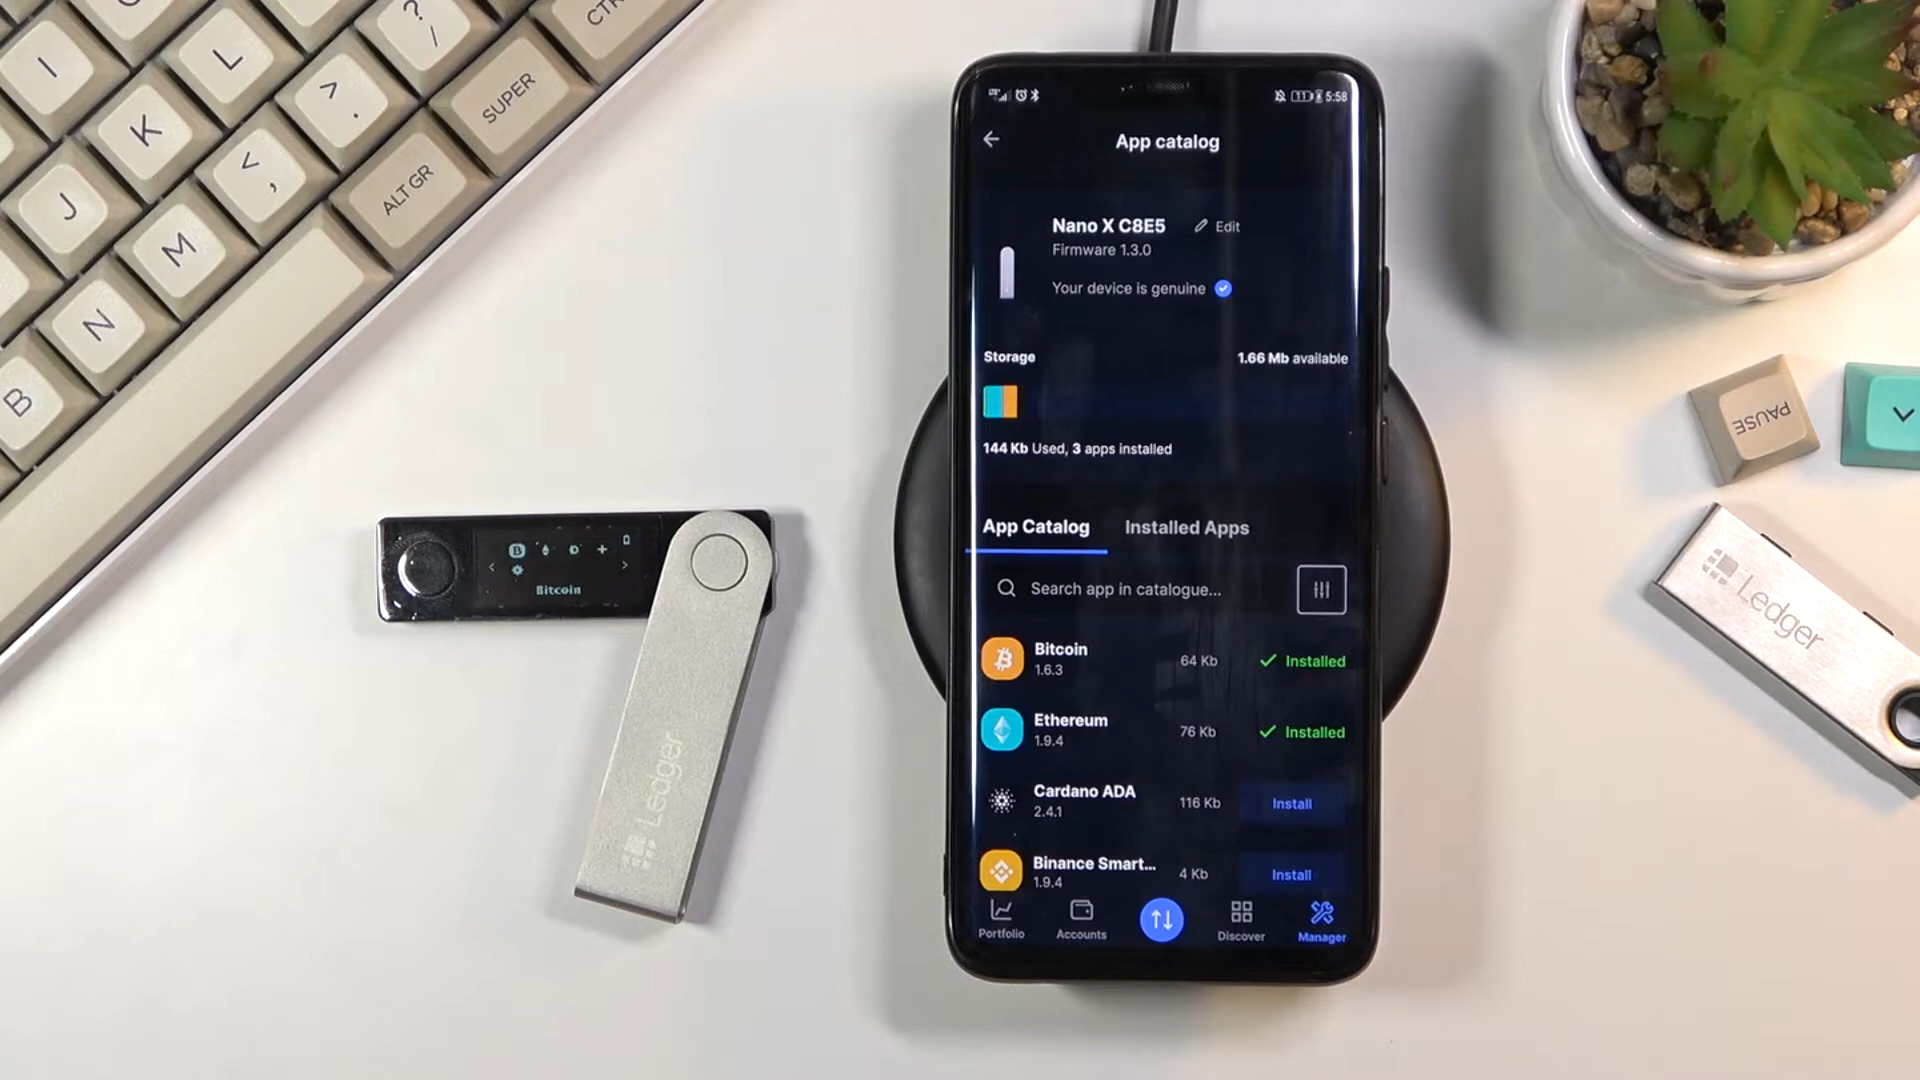 I
L
? /
CTR
K
> .
SUPER
J
M
< ,
ALT GR
N
B
5:58
App catalog
Nano X C8E5
Edit
Firmware 1.3.0
Your device is genuine
Storage
1.66 Mb available
144 Kb Used, 3 apps installed
App Catalog
Installed Apps
Search app in catalogue...
Bitcoin
1.6.3
64 Kb
Installed
Ethereum
1.9.4
76 Kb
Installed
Cardano ADA
2.4.1
116 Kb
Install
Binance Smart...
1.9.4
4 Kb
Install
Portfolio
Accounts
Discover
Manager
Bitcoin
Ledger
PAUSE
Ledger